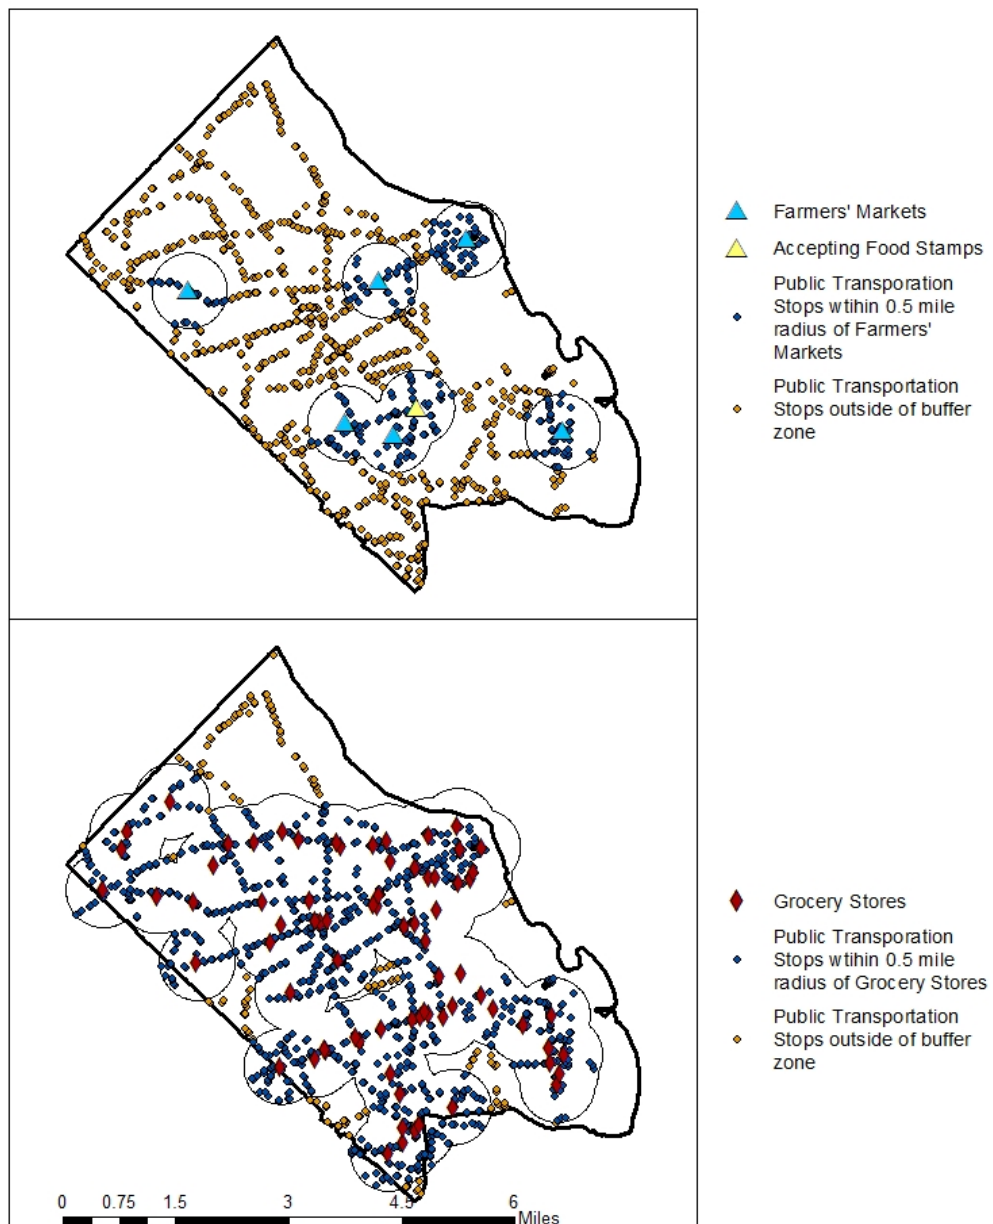 Farmers' Markets
Accepting Food Stamps
Public Transporation
Stops wtihin 0.5 mile
radius of Farmers'
Markets
Public Transportation
Stops outside of buffer
zone
Grocery Stores
Public Transporation
Stops wtihin 0.5 mile
radius of Grocery Stores
Public Transportation
Stops outside of buffer
zone
0 0.75 1.5 3 4.5 6
Miles